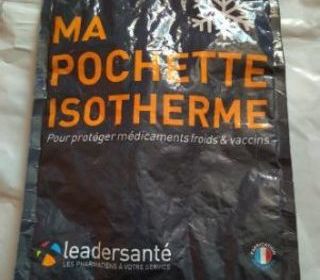 MA
POCHETTE
ISOTHERME
Pour protéger médicaments froids & vaccins
leadersanté
LES PHARMACIENS À VOTRE SERVICE